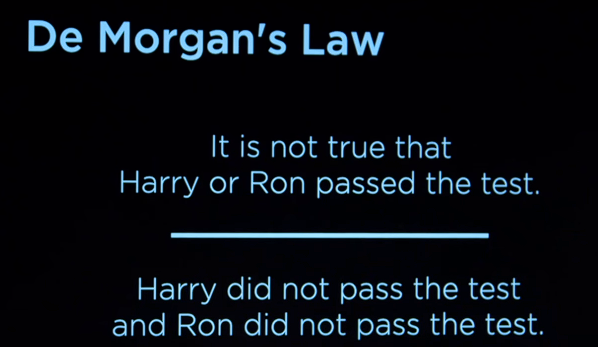 De Morgan's Law
It is not true that
Harry or Ron passed the test.
Harry did not pass the test
and Ron did not pass the test.